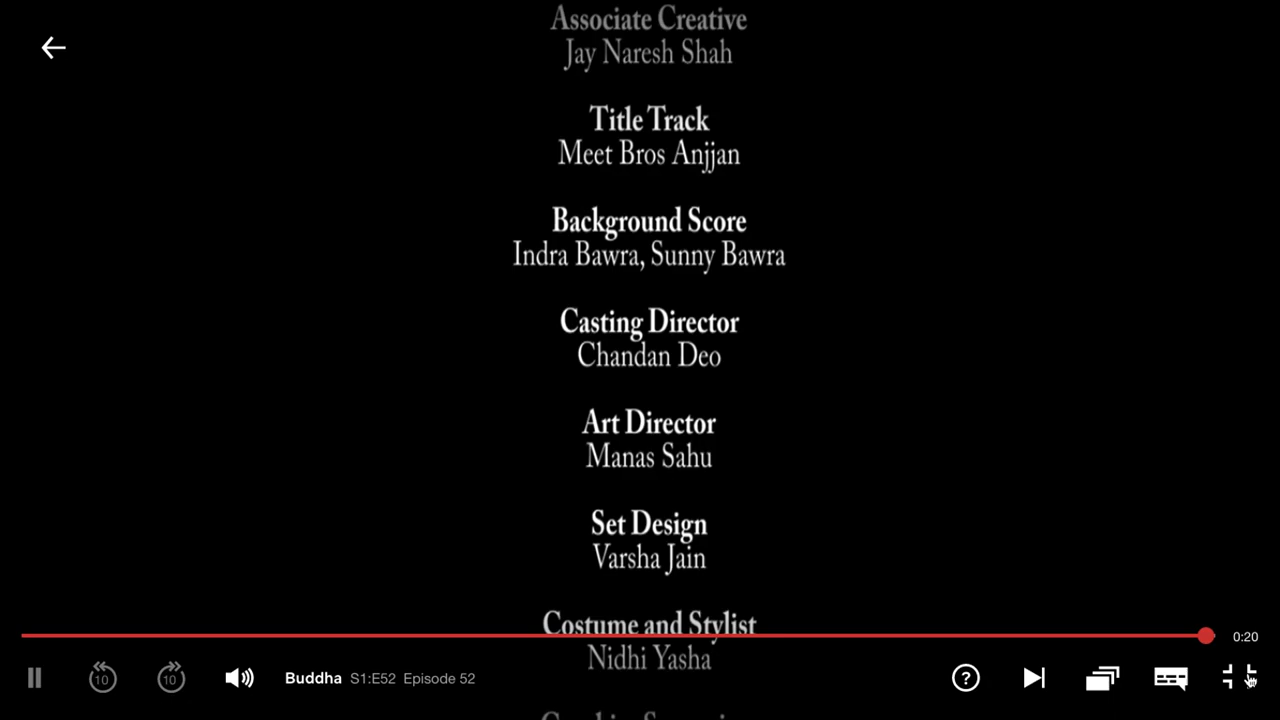 Associate Creative
Jay Naresh Shah
Title Track
Meet Bros Anjjan
Background Score
Indra Bawra, Sunny Bawra
Casting Director
Chandan Deo
Art Director
Manas Sahu
Set Design
Varsha Jain
Costume and Stylist
0:20
Nidhi Yasha
10
10
Buddha S1:E52 Episode 52
?